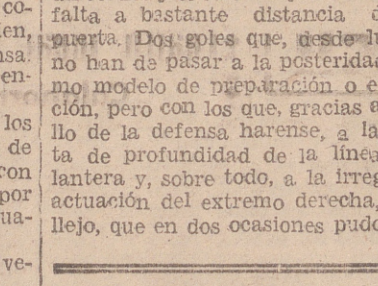 co-
en,
nsa.
en-
los
de
con
por
ua-
ve-
falta a bastante distancia d
puerta. Dos goles que, desde lu
no han de pasar a la posteridad
mo modelo de preparación o e
ción, pero con los que, gracias a
llo de la defensa harense, a la
ta de profundidad de la línea
lantera y, sobre todo, a la irreg
actuación del extremo derecha,
llejo, que en dos ocasiones pudo